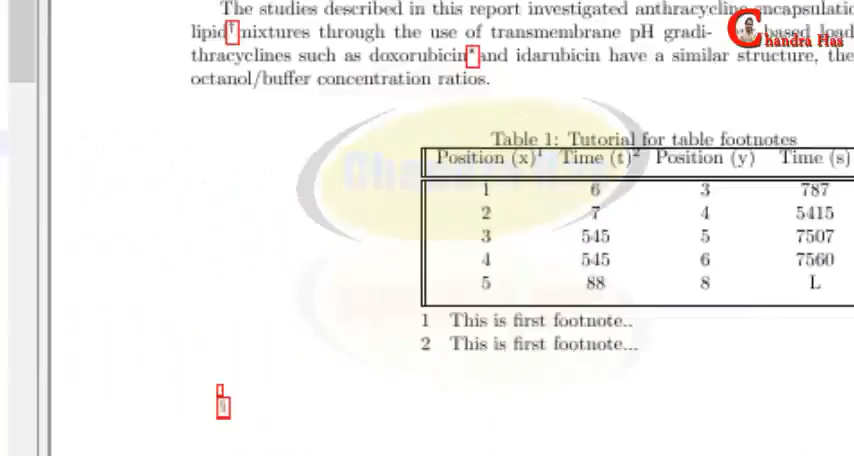 The studies described in this report investigated anthracycline encapsulatic
lipid† mixtures through the use of transmembrane pH gradi- based load
Chandra Has
thracyclines such as doxorubicin* and idarubicin have a similar structure, the
octanol/buffer concentration ratios.
Table 1: Tutorial for table footnotes
Position (x)¹ Time (t)² Position (y) Time (s)
1 6 3 787
2 7 4 5415
3 545 5 7507
4 545 6 7560
5 88 8 L
1 This is first footnote..
2 This is first footnote...